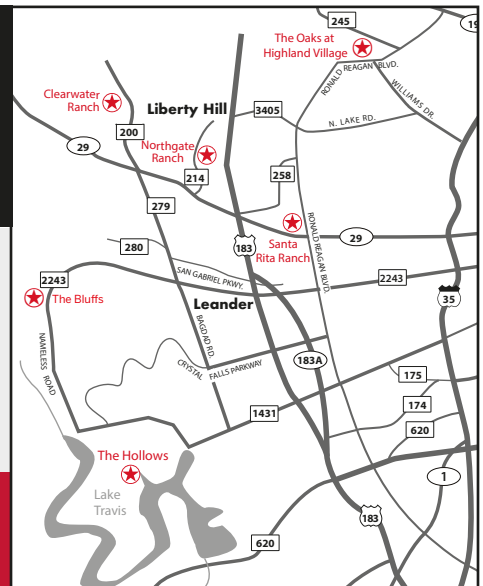 245
19
The Oaks at
Highland Village
RONALD REAGAN BLVD.
WILLIAMS DR.
Clearwater
Ranch
Liberty Hill
3405
N. LAKE RD.
200
29
Northgate
Ranch
214
258
279
RONALD REAGAN BLVD.
280
183
Santa
Rita Ranch
29
SAN GABRIEL PKWY.
2243
2243
The Bluffs
Leander
35
NAMELESS ROAD
BAGDAD RD.
CRYSTAL FALLS PARKWAY
183A
175
174
1431
620
The Hollows
Lake
Travis
1
183
620